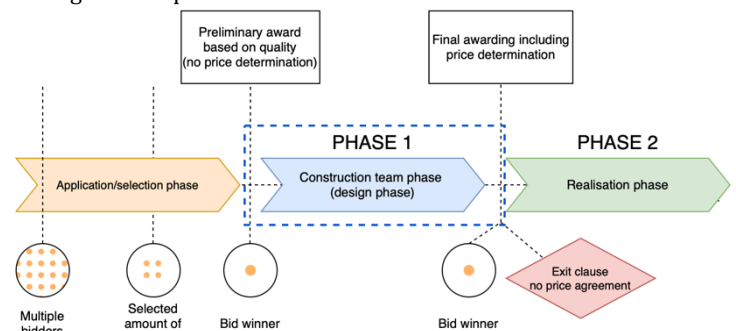 Preliminary award
based on quality
(no price determination)
Final awarding including
price determination
PHASE 1
PHASE 2
Application/selection phase
Construction team phase
(design phase)
Realisation phase
Exit clause
no price agreement
Multiple
bidders
Selected
amount of
Bid winner
Bid winner